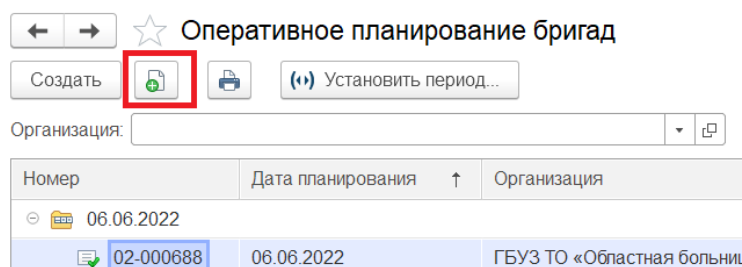 Оперативное планирование бригад
Создать (‹·›) Установить период...
Организация:
Номер Дата планирования ↑ Организация
06.06.2022
02-000688 06.06.2022 ГБУЗ ТО «Областная